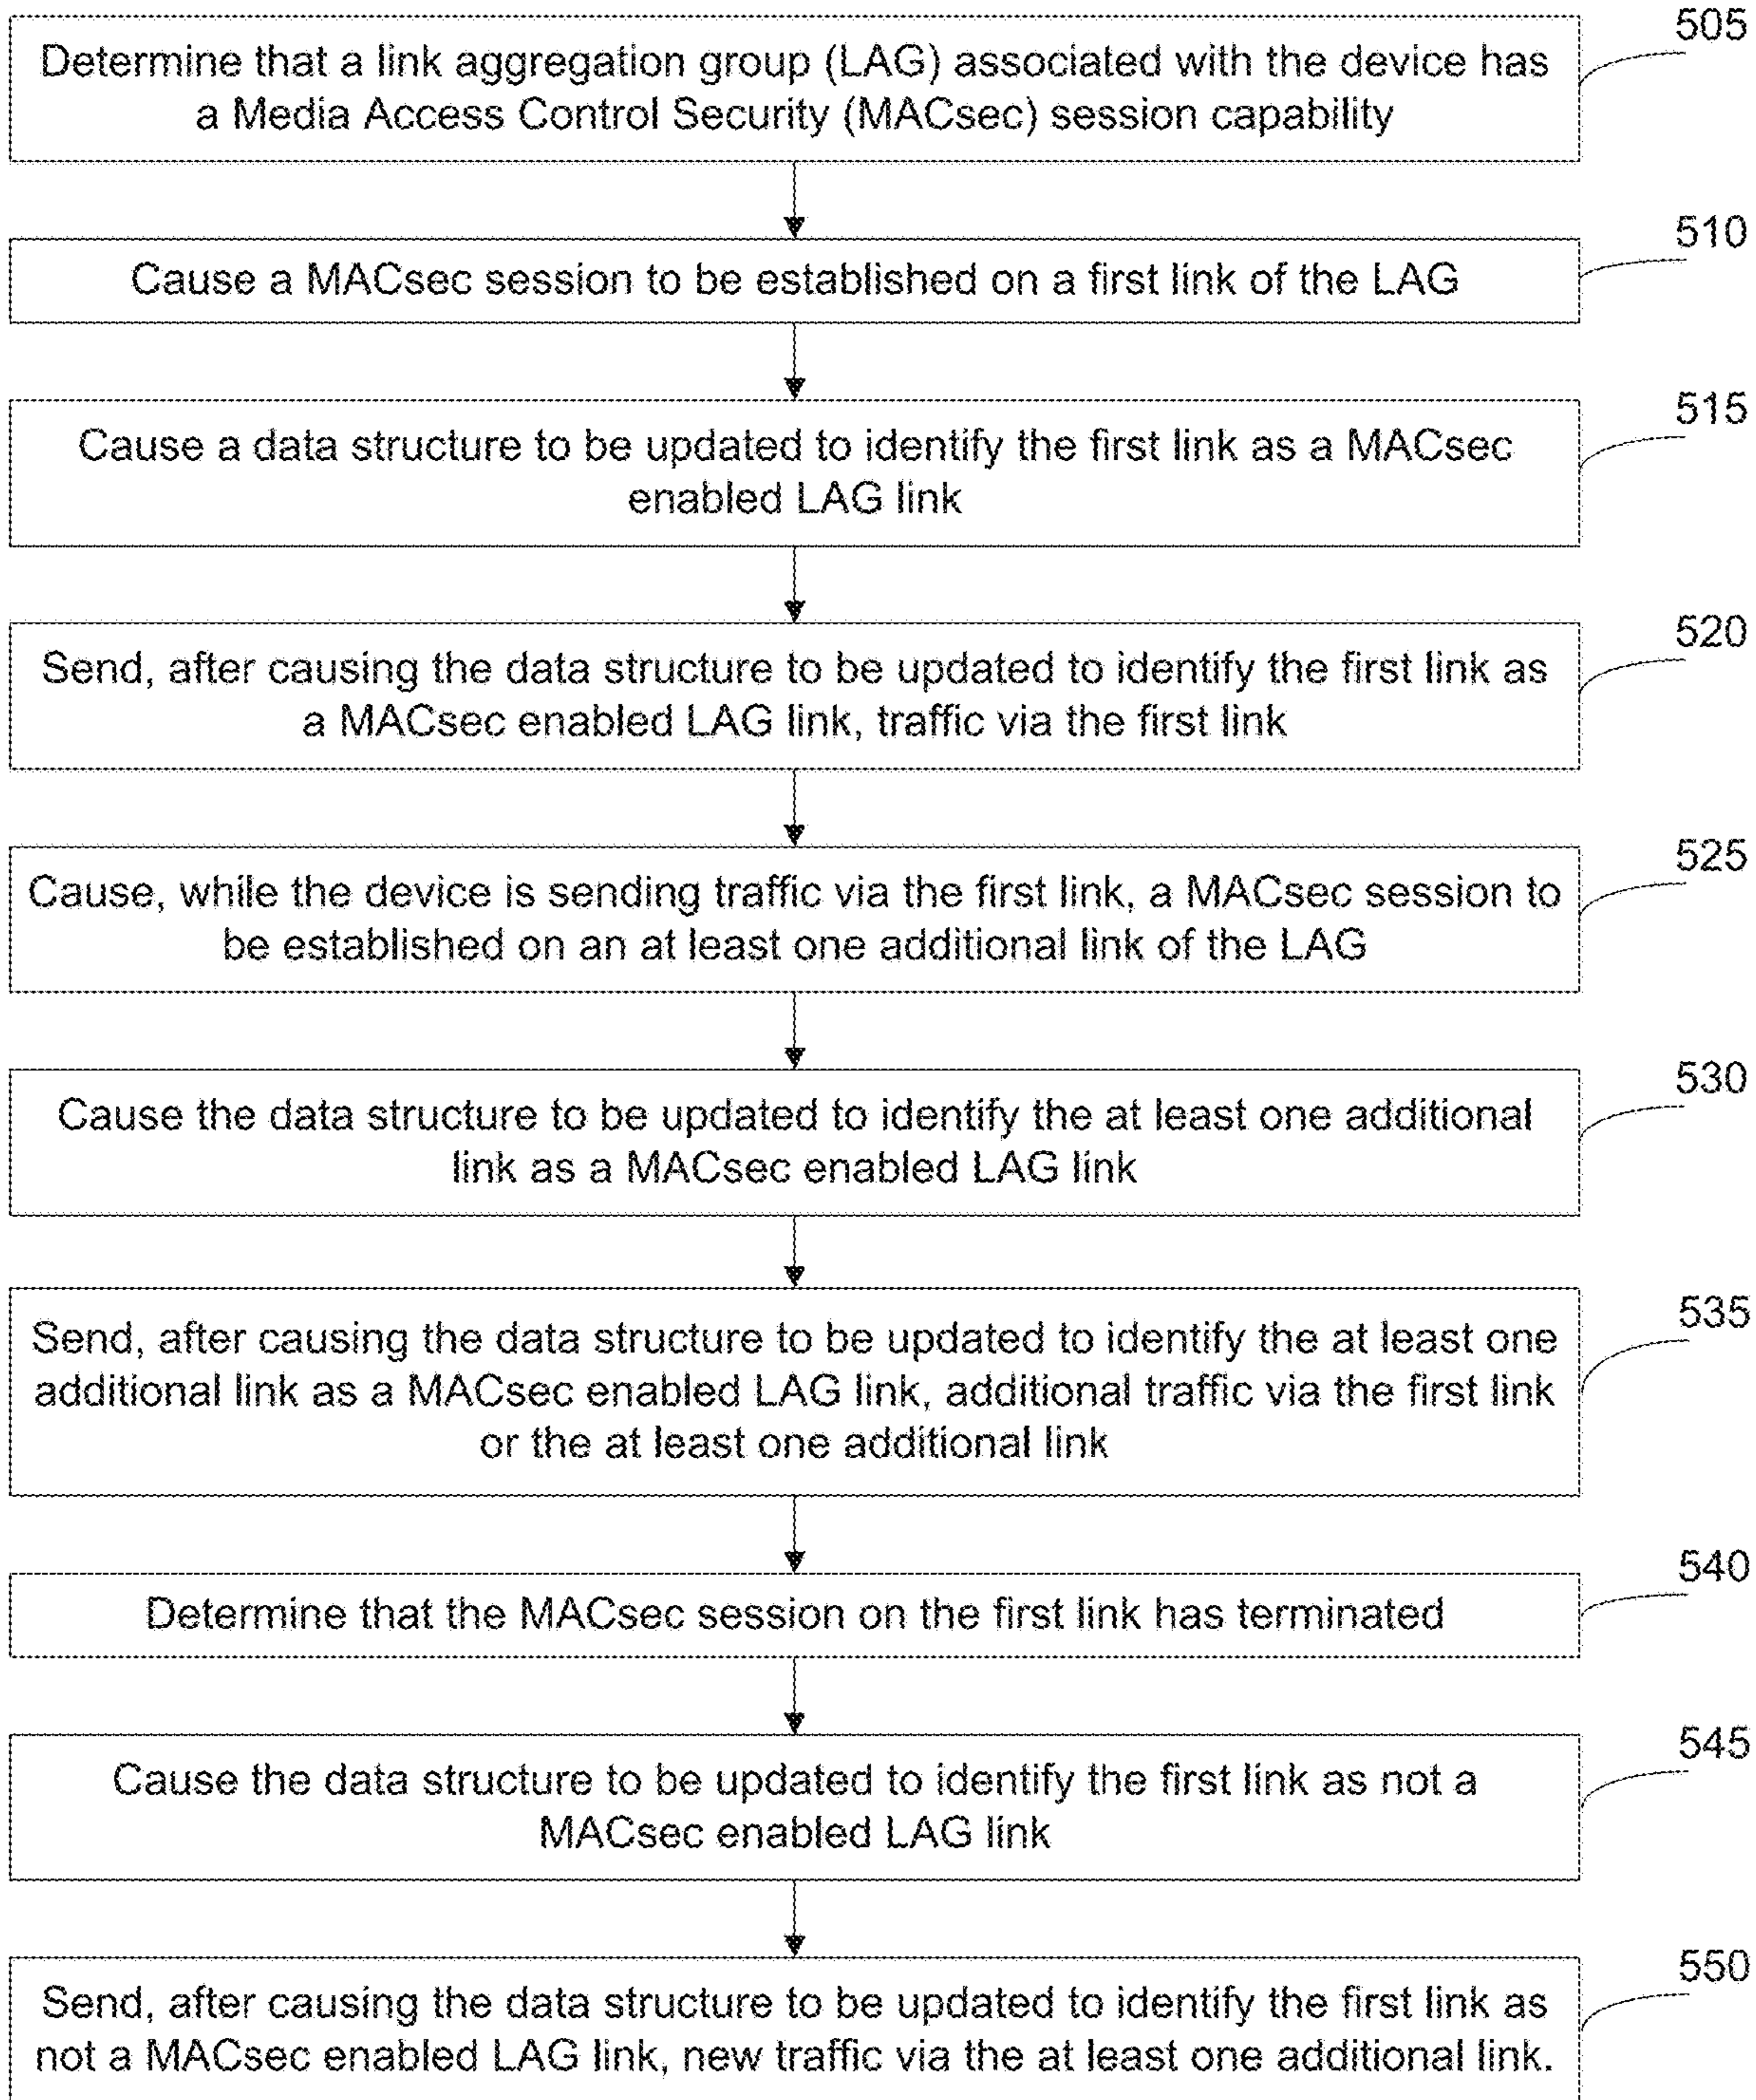 505
Determine that a link aggregation group (LAG) associated with the device has
a Media Access Control Security (MACsec) session capability
510
Cause a MACsec session to be established on a first link of the LAG
515
Cause a data structure to be updated to identify the first link as a MACsec
enabled LAG link
520
Send, after causing the data structure to be updated to identify the first link as
a MACsec enabled LAG link, traffic via the first link
525
Cause, while the device is sending traffic via the first link, a MACsec session to
be established on an at least one additional link of the LAG
530
Cause the data structure to be updated to identify the at least one additional
link as a MACsec enabled LAG link
535
Send, after causing the data structure to be updated to identify the at least one
additional link as a MACsec enabled LAG link, additional traffic via the first link
or the at least one additional link
540
Determine that the MACsec session on the first link has terminated
545
Cause the data structure to be updated to identify the first link as not a
MACsec enabled LAG link
550
Send, after causing the data structure to be updated to identify the first link as
not a MACsec enabled LAG link, new traffic via the at least one additional link.